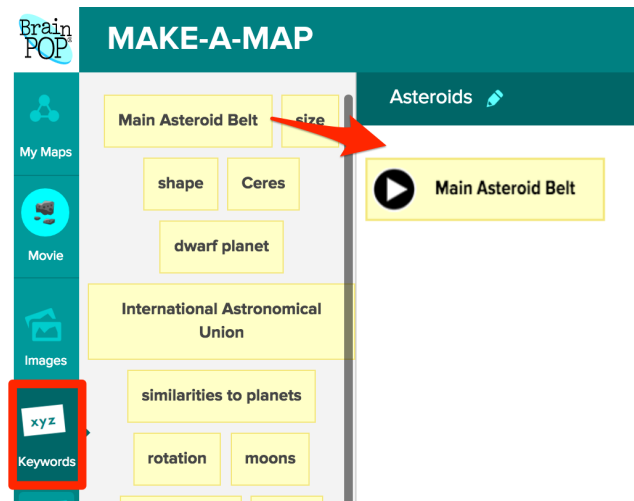 Brain
POP
MAKE-A-MAP
My Maps
Movie
Images
xyz
Keywords
Main Asteroid Belt
size
shape
Ceres
dwarf planet
International Astronomical
Union
similarities to planets
rotation
moons
Asteroids
Main Asteroid Belt